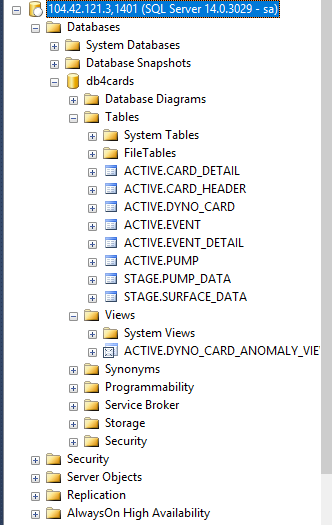 104.42.121.3,1401 (SQL Server 14.0.3029 - sa)
Databases
System Databases
Database Snapshots
db4cards
Database Diagrams
Tables
System Tables
FileTables
ACTIVE.CARD_DETAIL
ACTIVE.CARD_HEADER
ACTIVE.DYNO_CARD
ACTIVE.EVENT
ACTIVE.EVENT_DETAIL
ACTIVE.PUMP
STAGE.PUMP_DATA
STAGE.SURFACE_DATA
Views
System Views
ACTIVE.DYNO_CARD_ANOMALY_VIE
Synonyms
Programmability
Service Broker
Storage
Security
Security
Server Objects
Replication
AlwaysOn High Availability